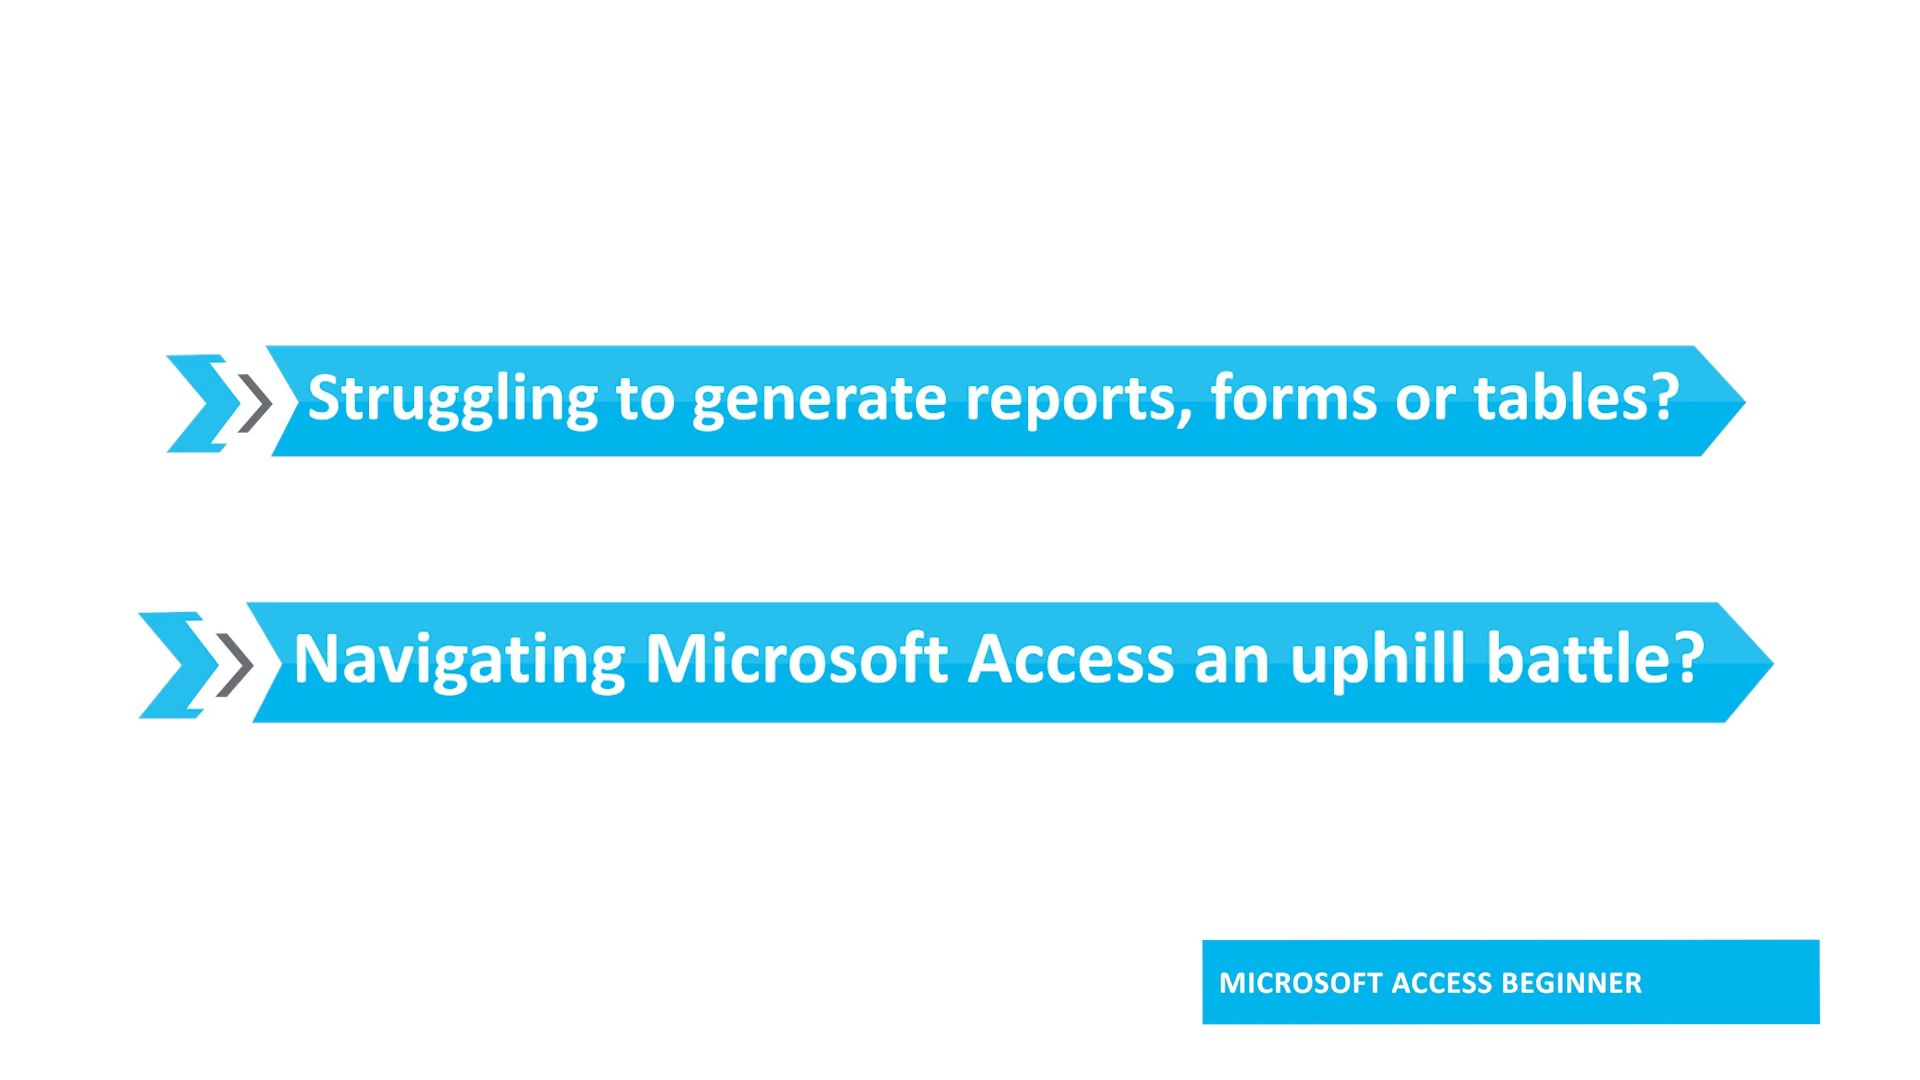 Struggling to generate reports, forms or tables?
Navigating Microsoft Access an uphill battle?
MICROSOFT ACCESS BEGINNER